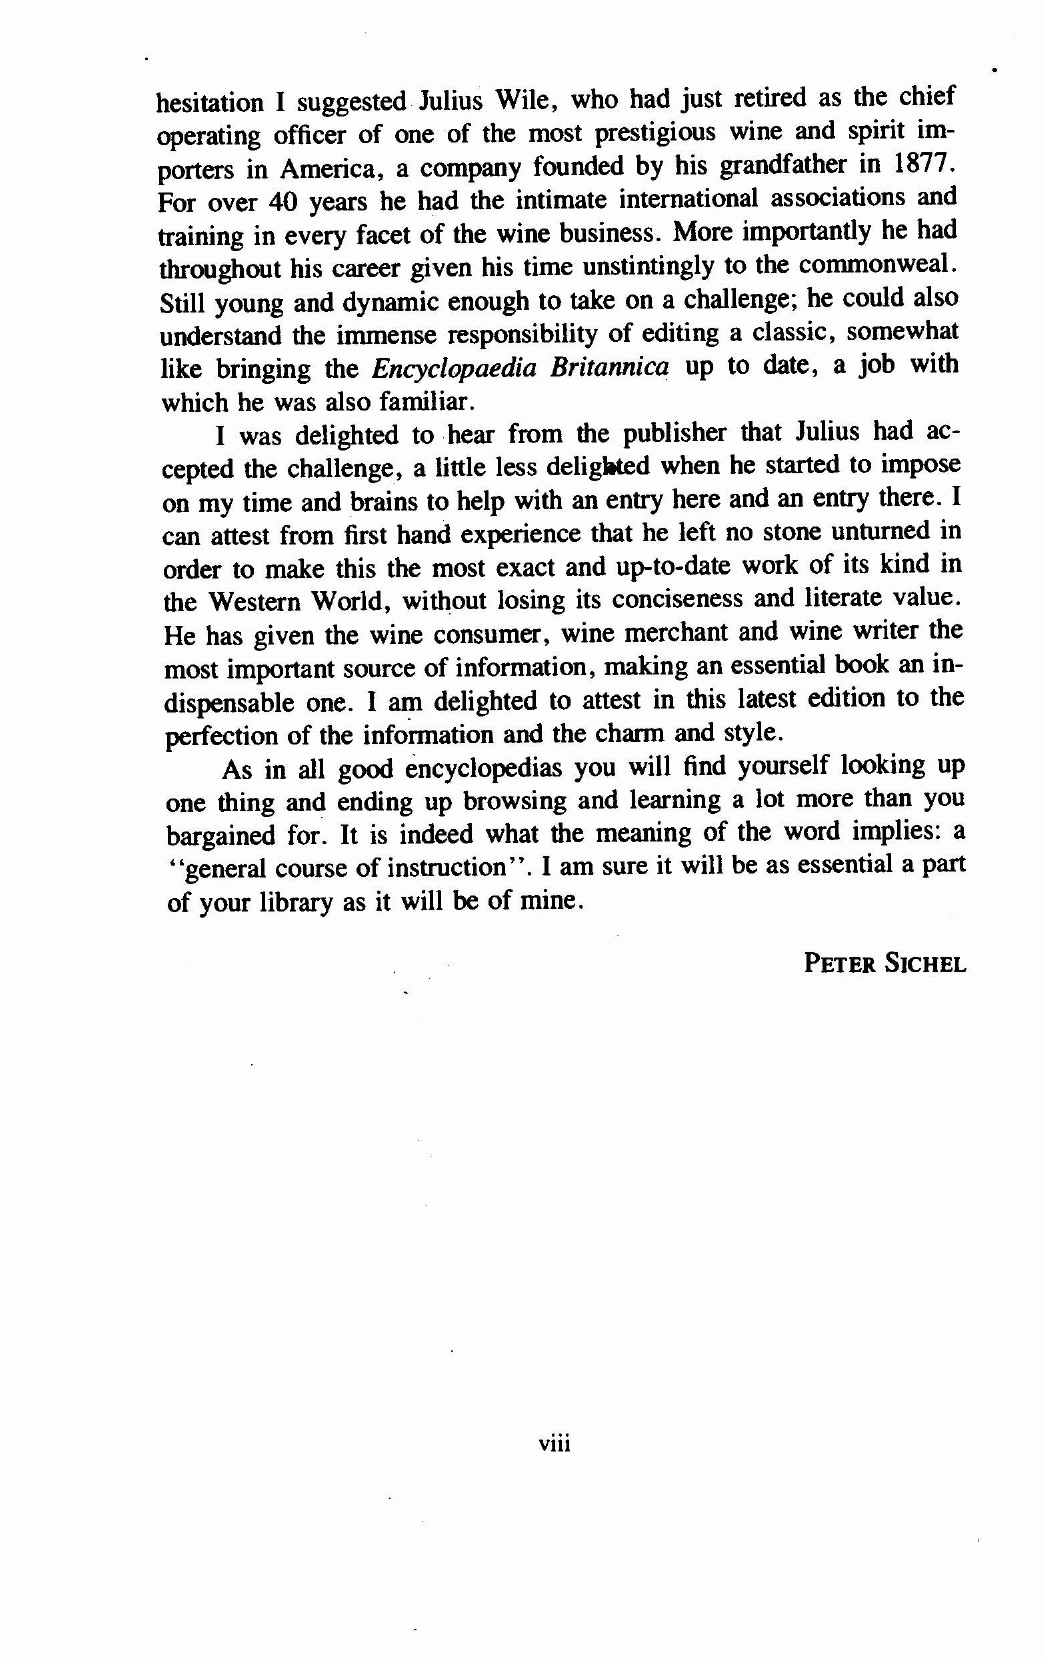 hesitation I suggested Julius Wile, who had just retired as the chief
operating officer of one of the most prestigious wine and spirit im-
porters in America, a company founded by his grandfather in 1877.
For over 40 years he had the intimate international associations and
training in every facet of the wine business. More importantly he had
throughout his career given his time unstintingly to the commonweal.
Still young and dynamic enough to take on a challenge; he could also
understand the immense responsibility of editing a classic, somewhat
like bringing the Encyclopaedia Britannica up to date, a job with
which he was also familiar.
I was delighted to hear from the publisher that Julius had ac-
cepted the challenge, a little less delighted when he started to impose
on my time and brains to help with an entry here and an entry there. I
can attest from first hand experience that he left no stone unturned in
order to make this the most exact and up-to-date work of its kind in
the Western World, without losing its conciseness and literate value.
He has given the wine consumer, wine merchant and wine writer the
most important source of information, making an essential book an in-
dispensable one. I am delighted to attest in this latest edition to the
perfection of the information and the charm and style.
As in all good encyclopedias you will find yourself looking up
one thing and ending up browsing and learning a lot more than you
bargained for. It is indeed what the meaning of the word implies: a
‘‘general course of instruction’’. I am sure it will be as essential a part
of your library as it will be of mine.
PETER SICHEL
viii